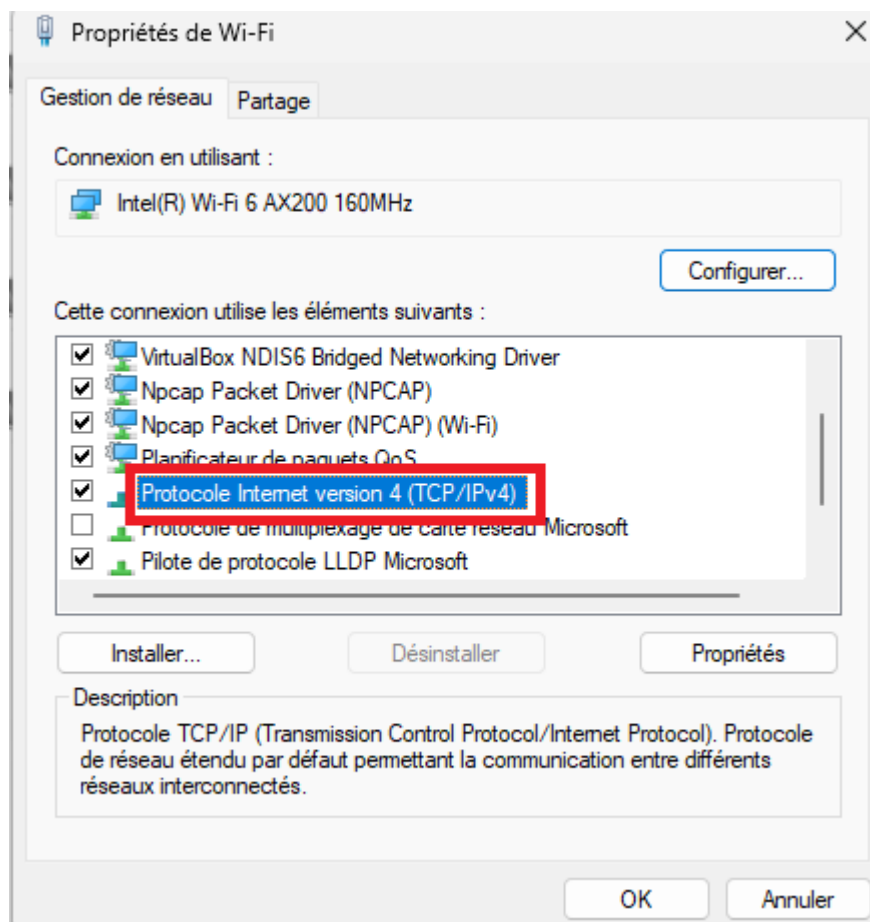 Propriétés de Wi-Fi
Gestion de réseau
Partage
Connexion en utilisant :
Intel(R) Wi-Fi 6 AX200 160MHz
Configurer...
Cette connexion utilise les éléments suivants :
VirtualBox NDIS6 Bridged Networking Driver
Npcap Packet Driver (NPCAP)
Npcap Packet Driver (NPCAP) (Wi-Fi)
Planificateur de paquets QoS
Protocole Internet version 4 (TCP/IPv4)
Protocole de multiplexage de carte réseau Microsoft
Pilote de protocole LLDP Microsoft
Installer...
Désinstaller
Propriétés
Description
Protocole TCP/IP (Transmission Control Protocol/Internet Protocol). Protocole
de réseau étendu par défaut permettant la communication entre différents
réseaux interconnectés.
OK
Annuler